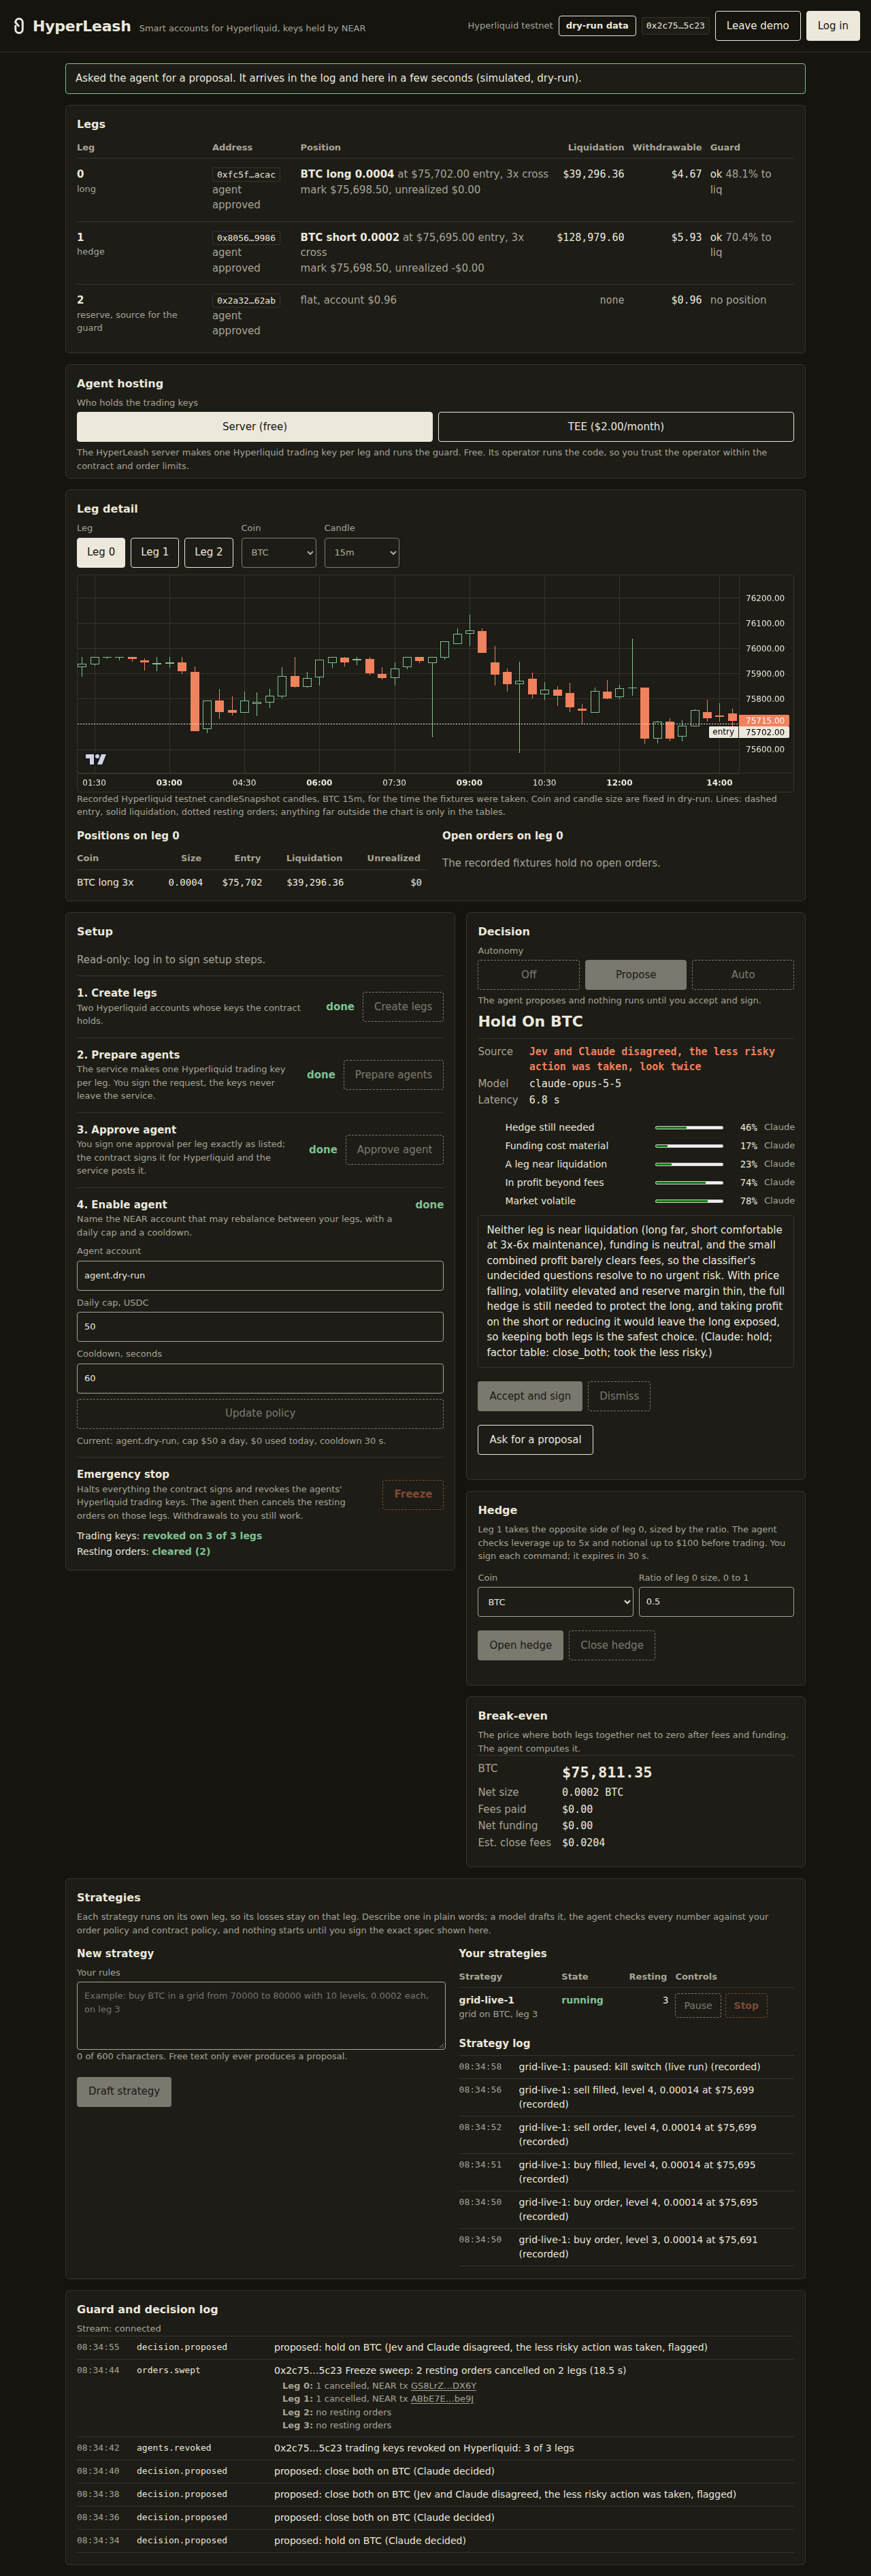 HyperLeash Smart accounts for Hyperliquid, keys held by NEAR
Hyperliquid testnet dry-run data 0x2c75…5c23 Leave demo Log in
Asked the agent for a proposal. It arrives in the log and here in a few seconds (simulated, dry-run).
Legs
Leg Address Position Liquidation Withdrawable Guard
0
long
0xfc5f…acac
agent
approved
BTC long 0.0004 at $75,702.00 entry, 3x cross
mark $75,698.50, unrealized $0.00
$39,296.36
$4.67
ok 48.1% to
liq
1
hedge
0x8056…9986
agent
approved
BTC short 0.0002 at $75,695.00 entry, 3x
cross
mark $75,698.50, unrealized -$0.00
$128,979.60
$5.93
ok 70.4% to
liq
2
reserve, source for the
guard
0x2a32…62ab
agent
approved
flat, account $0.96
none
$0.96
no position
Agent hosting
Who holds the trading keys
Server (free)
TEE ($2.00/month)
The HyperLeash server makes one Hyperliquid trading key per leg and runs the guard. Free. Its operator runs the code, so you trust the operator within the
contract and order limits.
Leg detail
Leg Coin Candle
Leg 0 Leg 1 Leg 2 BTC 15m
76200.00
76100.00
76000.00
75900.00
75800.00
75715.00
entry 75702.00
75600.00
01:30 03:00 04:30 06:00 07:30 09:00 10:30 12:00 14:00
Recorded Hyperliquid testnet candleSnapshot candles, BTC 15m, for the time the fixtures were taken. Coin and candle size are fixed in dry-run. Lines: dashed
entry, solid liquidation, dotted resting orders; anything far outside the chart is only in the tables.
Positions on leg 0
Coin Size Entry Liquidation Unrealized
BTC long 3x 0.0004 $75,702 $39,296.36 $0
Open orders on leg 0
The recorded fixtures hold no open orders.
Setup
Read-only: log in to sign setup steps.
1. Create legs
Two Hyperliquid accounts whose keys the contract
holds.
done
Create legs
2. Prepare agents
The service makes one Hyperliquid trading key
per leg. You sign the request, the keys never
leave the service.
done
Prepare agents
3. Approve agent
You sign one approval per leg exactly as listed;
the contract signs it for Hyperliquid and the
service posts it.
done
Approve agent
4. Enable agent
Name the NEAR account that may rebalance between your legs, with a
daily cap and a cooldown.
done
Agent account
agent.dry-run
Daily cap, USDC
50
Cooldown, seconds
60
Update policy
Current: agent.dry-run, cap $50 a day, $0 used today, cooldown 30 s.
Emergency stop
Halts everything the contract signs and revokes the agents'
Hyperliquid trading keys. The agent then cancels the resting
orders on those legs. Withdrawals to you still work.
Freeze
Trading keys: revoked on 3 of 3 legs
Resting orders: cleared (2)
Decision
Autonomy
Off Propose Auto
The agent proposes and nothing runs until you accept and sign.
Hold On BTC
Source Jev and Claude disagreed, the less risky
action was taken, look twice
Model claude-opus-5-5
Latency 6.8 s
Hedge still needed 46% Claude
Funding cost material 17% Claude
A leg near liquidation 23% Claude
In profit beyond fees 74% Claude
Market volatile 78% Claude
Neither leg is near liquidation (long far, short comfortable
at 3x-6x maintenance), funding is neutral, and the small
combined profit barely clears fees, so the classifier's
undecided questions resolve to no urgent risk. With price
falling, volatility elevated and reserve margin thin, the full
hedge is still needed to protect the long, and taking profit
on the short or reducing it would leave the long exposed,
so keeping both legs is the safest choice. (Claude: hold;
factor table: close_both; took the less risky.)
Accept and sign Dismiss
Ask for a proposal
Hedge
Leg 1 takes the opposite side of leg 0, sized by the ratio. The agent
checks leverage up to 5x and notional up to $100 before trading. You
sign each command; it expires in 30 s.
Coin Ratio of leg 0 size, 0 to 1
BTC 0.5
Open hedge Close hedge
Break-even
The price where both legs together net to zero after fees and funding.
The agent computes it.
BTC $75,811.35
Net size 0.0002 BTC
Fees paid $0.00
Net funding $0.00
Est. close fees $0.0204
Strategies
Each strategy runs on its own leg, so its losses stay on that leg. Describe one in plain words; a model drafts it, the agent checks every number against your
order policy and contract policy, and nothing starts until you sign the exact spec shown here.
New strategy
Your rules
Example: buy BTC in a grid from 70000 to 80000 with 10 levels, 0.0002 each,
on leg 3
0 of 600 characters. Free text only ever produces a proposal.
Draft strategy
Your strategies
Strategy State Resting Controls
grid-live-1 running 3 Pause Stop
grid on BTC, leg 3
Strategy log
08:34:58 grid-live-1: paused: kill switch (live run) (recorded)
08:34:56 grid-live-1: sell filled, level 4, 0.00014 at $75,699
(recorded)
08:34:52 grid-live-1: sell order, level 4, 0.00014 at $75,699
(recorded)
08:34:51 grid-live-1: buy filled, level 4, 0.00014 at $75,695
(recorded)
08:34:50 grid-live-1: buy order, level 4, 0.00014 at $75,695
(recorded)
08:34:50 grid-live-1: buy order, level 3, 0.00014 at $75,691
(recorded)
Guard and decision log
Stream: connected
08:34:55 decision.proposed proposed: hold on BTC (Jev and Claude disagreed, the less risky action was taken, flagged)
08:34:44 orders.swept 0x2c75…5c23 Freeze sweep: 2 resting orders cancelled on 2 legs (18.5 s)
Leg 0: 1 cancelled, NEAR tx GS8LrZ…DX6Y
Leg 1: 1 cancelled, NEAR tx ABbE7E…be9J
Leg 2: no resting orders
Leg 3: no resting orders
08:34:42 agents.revoked 0x2c75…5c23 trading keys revoked on Hyperliquid: 3 of 3 legs
08:34:40 decision.proposed proposed: close both on BTC (Claude decided)
08:34:38 decision.proposed proposed: close both on BTC (Jev and Claude disagreed, the less risky action was taken, flagged)
08:34:36 decision.proposed proposed: close both on BTC (Claude decided)
08:34:34 decision.proposed proposed: hold on BTC (Claude decided)